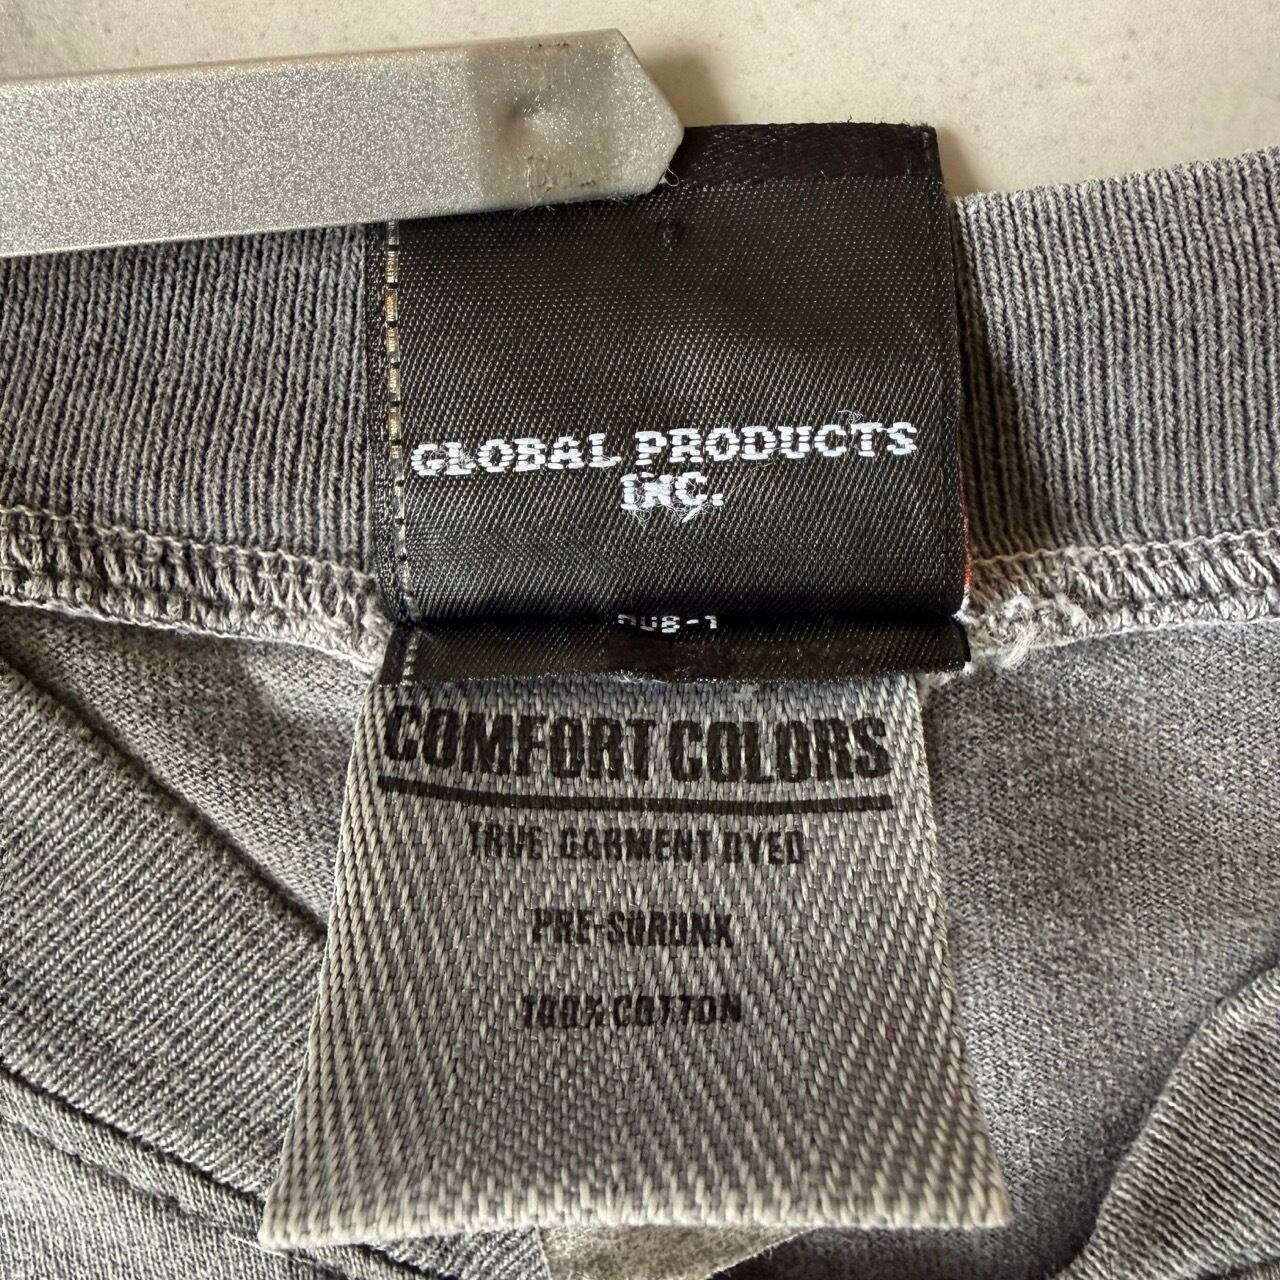 GLOBAL PRODUCTS
INC.
COMFORT COLORS
TRUE GARMENT DYED
PRE-SHRUNK
100% COTTON